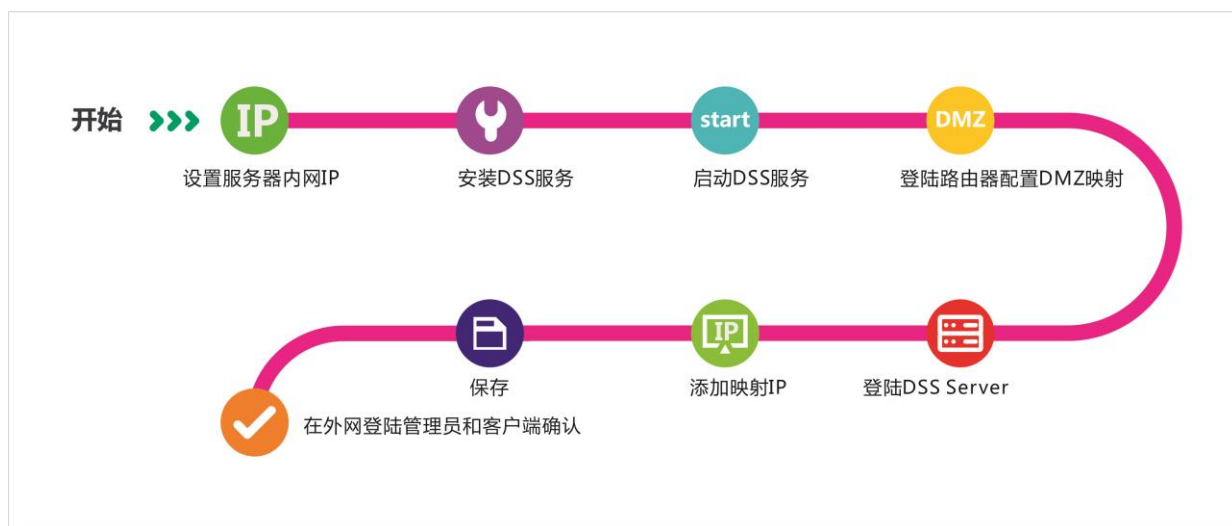 开始
IP
设置服务器内网IP
安装DSS服务
start
启动DSS服务
DMZ
登陆路由器配置DMZ映射
登陆DSS Server
IP
添加映射IP
保存
在外网登陆管理员和客户端确认